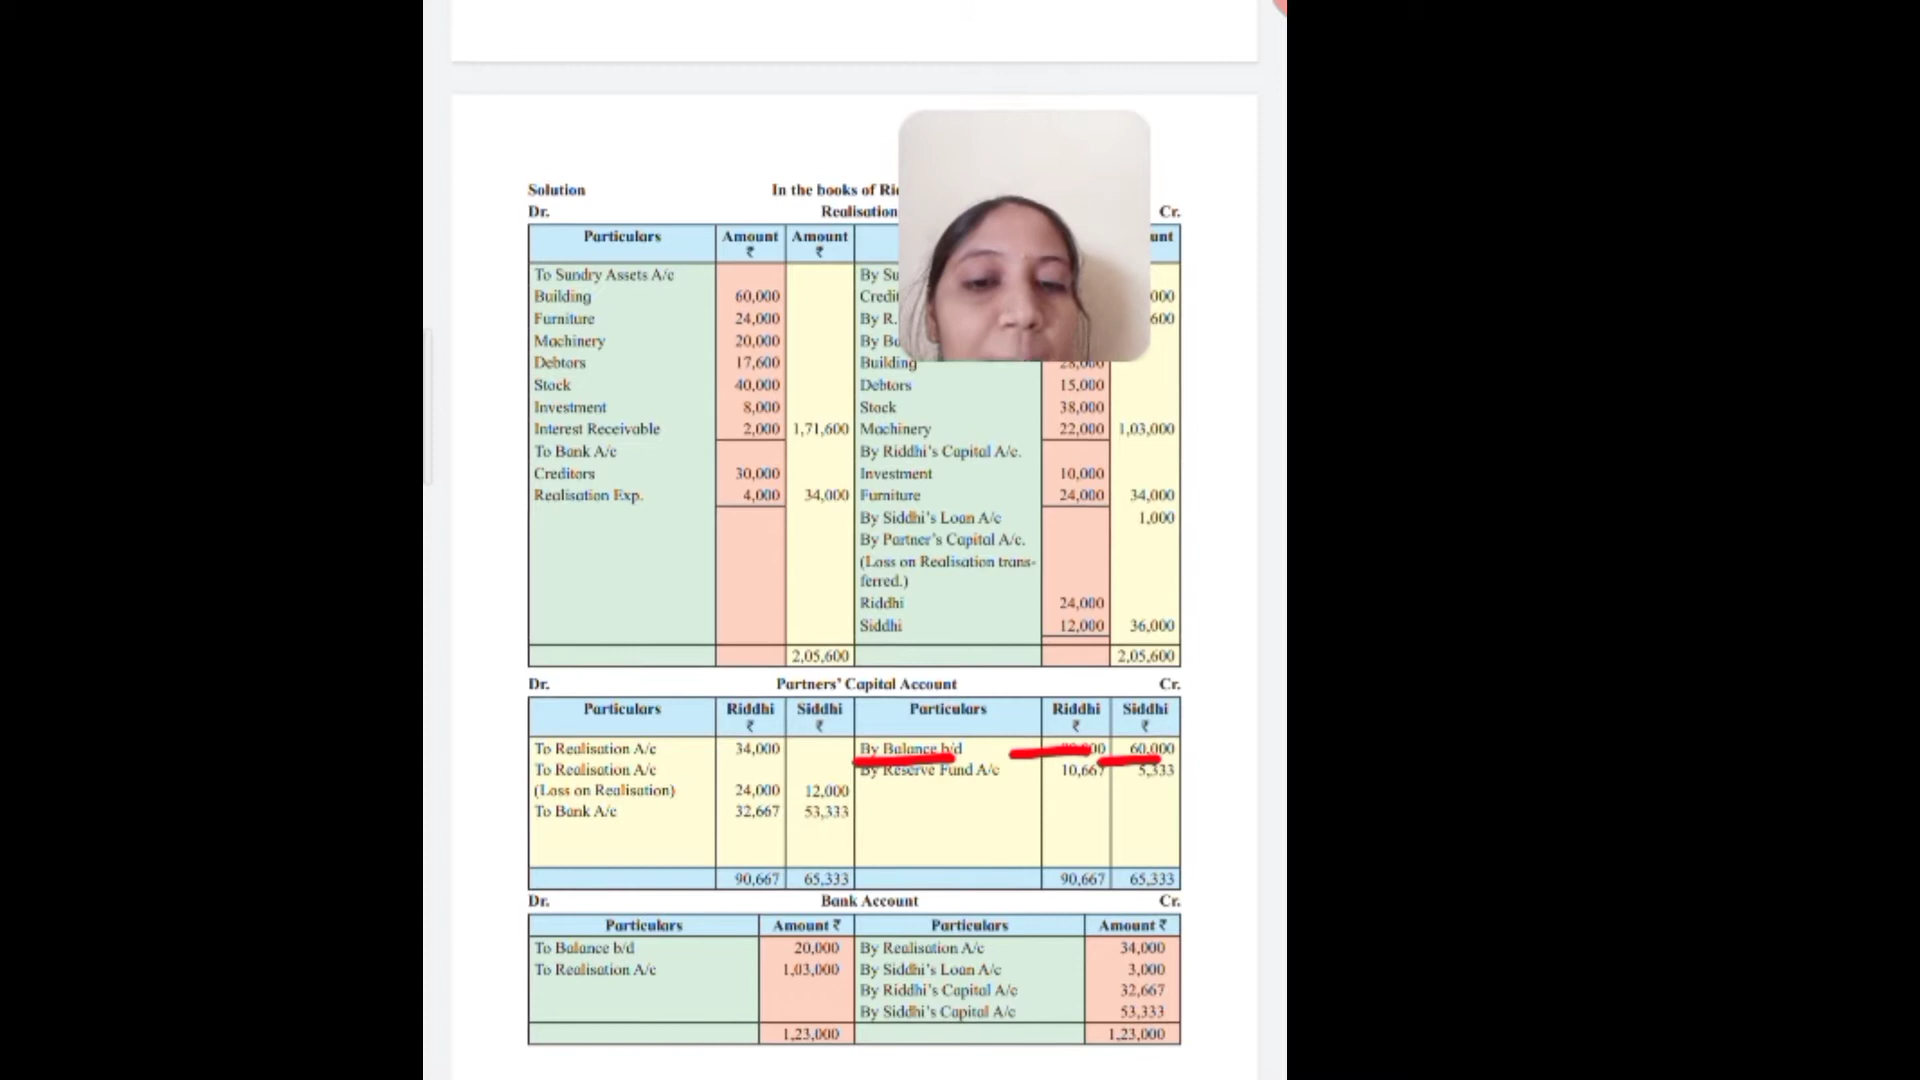 Solution In the books of
Dr. Realisation Cr.
Particulars Amount ₹ Amount ₹
To Sundry Assets A/c By
Building 60,000
Furniture 24,000 By R.
Machinery 20,000 By
Debtors 17,600 Building
Stock 40,000 Debtors 15,000
Investment 8,000 Stock 38,000
Interest Receivable 2,000 1,71,600 Machinery 22,000 1,03,000
To Bank A/c By Riddhi's Capital A/c.
Creditors 30,000 Investment 10,000
Realisation Exp. 4,000 34,000 Furniture 24,000 34,000
By Siddhi's Loan A/c 1,000
By Partner's Capital A/c.
(Loss on Realisation trans-
ferred.)
Riddhi 24,000
Siddhi 12,000 36,000
2,05,600 2,05,600
Dr. Partners' Capital Account Cr.
Particulars Riddhi ₹ Siddhi ₹ Particulars Riddhi ₹ Siddhi ₹
To Realisation A/c 34,000 By Balance b/d 60,000
To Realisation A/c By Reserve Fund A/c 10,667 5,333
(Loss on Realisation) 24,000 12,000
To Bank A/c 32,667 53,333
90,667 65,333 90,667 65,333
Dr. Bank Account Cr.
Particulars Amount ₹ Particulars Amount ₹
To Balance b/d 20,000 By Realisation A/c 34,000
To Realisation A/c 1,03,000 By Siddhi's Loan A/c 3,000
By Riddhi's Capital A/c 32,667
By Siddhi's Capital A/c 53,333
1,23,000 1,23,000